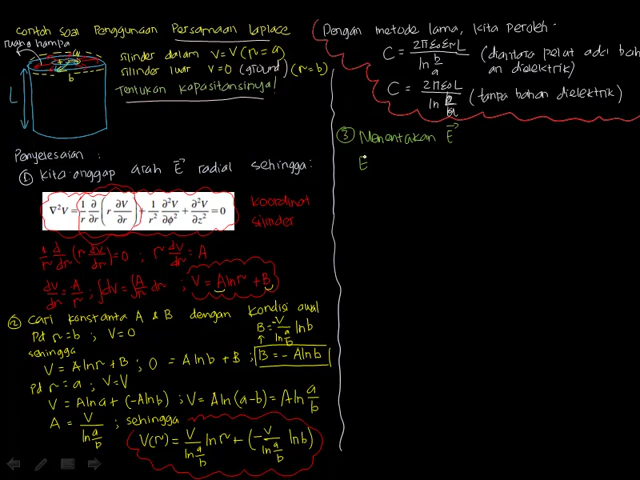 Contoh soal Penggunaan Persamaan laplace
ruang hampa
a
b
L
silinder dalam V=V (r=a)
silinder luar V=0 (ground) (r=b)
Tentukan kapasitansinya!
Penyelesaian :
① kita anggap arah E⃗ radial sehingga :
∇²V = 1/r ∂/∂r (r ∂V/∂r) + 1/r² ∂²V/∂φ² + ∂²V/∂z² = 0
koordinat
silinder
1/r d/dr (r dV/dr) = 0 ; r dV/dr = A
dV/dr = A/r ; ∫dV = ∫A/r dr ; V = A ln r + B
② cari konstanta A & B dengan kondisi awal
Pd r=b ; V=0
B = -V/ln a/b ln b
sehingga
V = A ln r + B ; 0 = A ln b + B ; B = - A ln b
pd r=a ; V=V
V = A ln a + (-A ln b) ; V = A ln (a-b) = A ln a/b
A = V/ln a/b ; sehingga
V(r) = V/ln a/b ln r + (-V/ln a/b ln b)
Dengan metode lama, kita peroleh:
C = 2πε₀εrL / ln b/a (diantara pelat ada bah
an dielektrik)
C = 2πε₀L / ln b/a (tanpa bahan dielektrik)
③ Menentukan E⃗
E